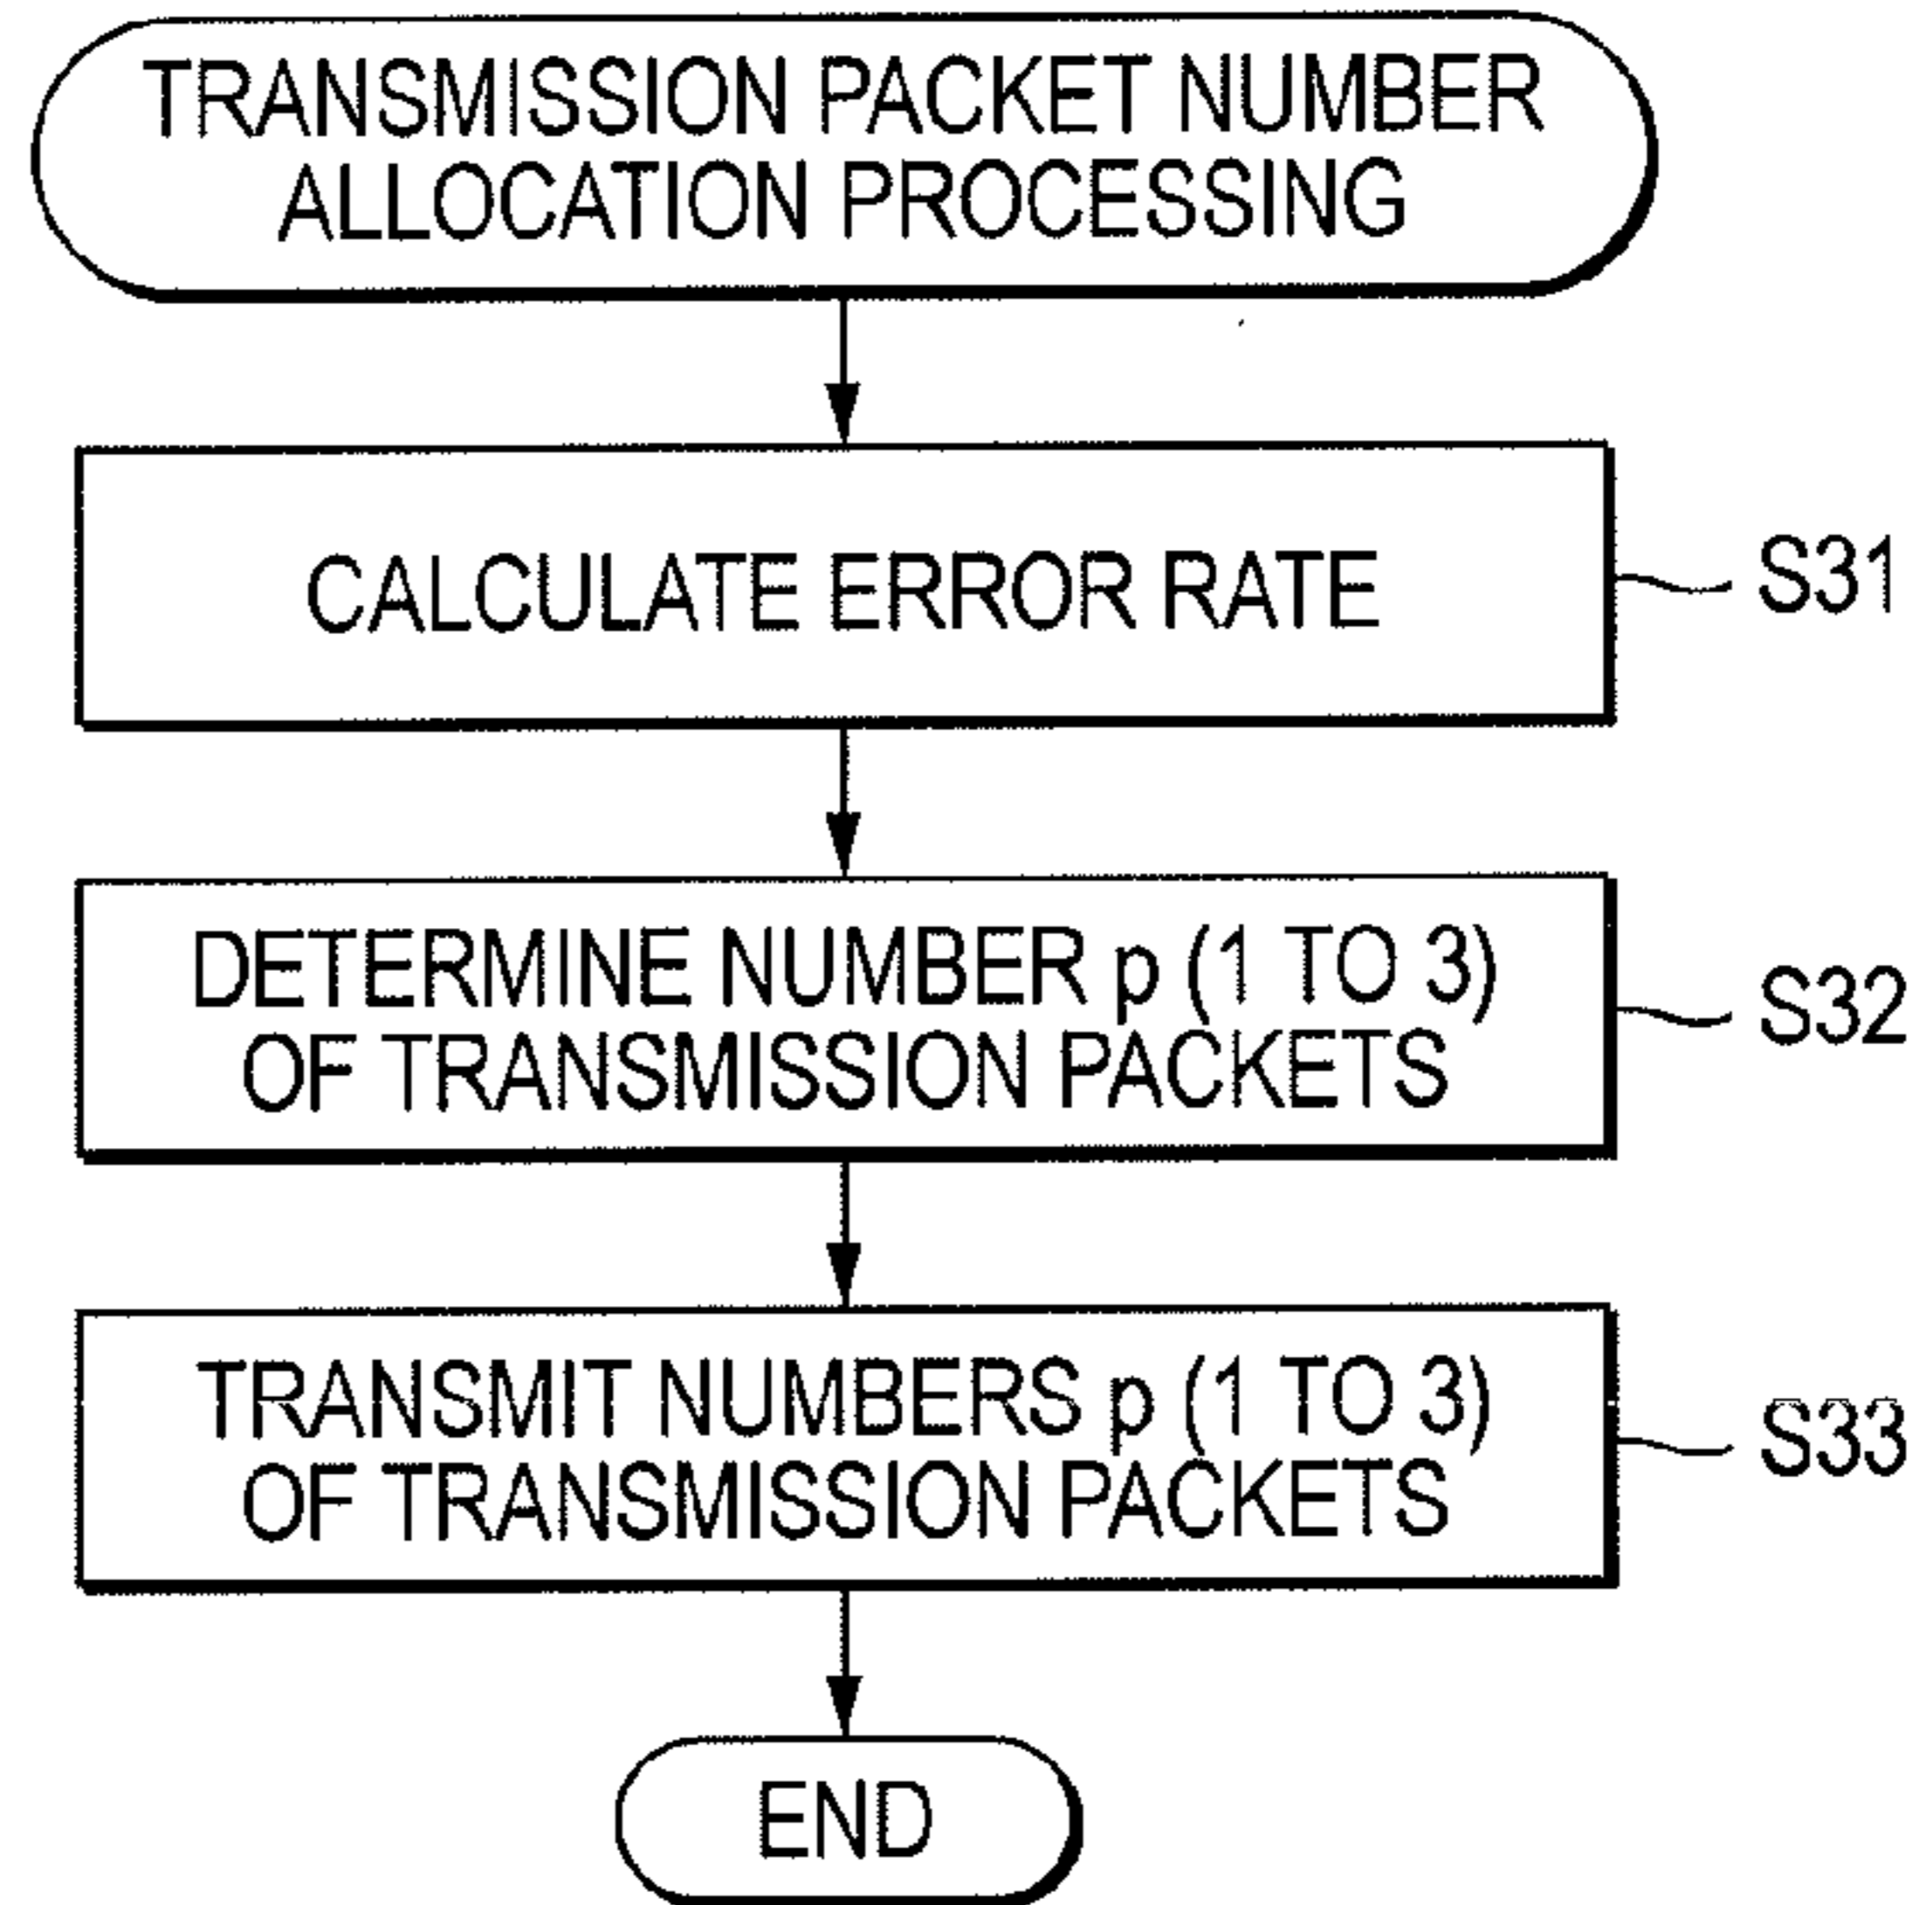 TRANSMISSION PACKET NUMBER
ALLOCATION PROCESSING
CALCULATE ERROR RATE
S31
DETERMINE NUMBER p (1 TO 3)
OF TRANSMISSION PACKETS
S32
TRANSMIT NUMBERS p (1 TO 3)
OF TRANSMISSION PACKETS
S33
END